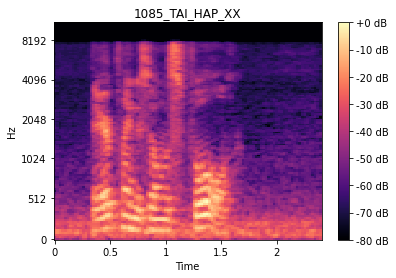 1085_TAI_HAP_XX
+0 dB
8192
-10 dB
4096
-20 dB
-30 dB
2048
Hz
-40 dB
1024
-50 dB
512
-60 dB
-70 dB
0
-80 dB
0
0.5
1
1.5
2
Time